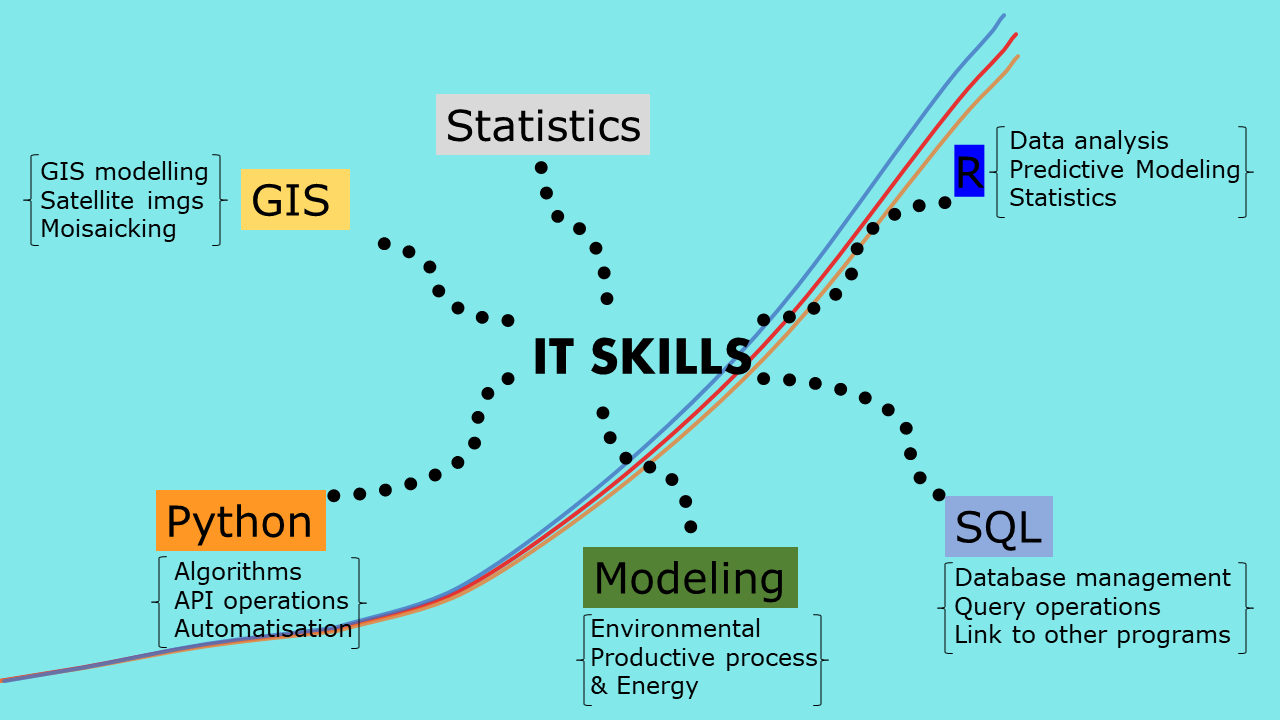 Statistics
GIS modelling
Satellite imgs
Moisaicking
GIS
R
Data analysis
Predictive Modeling
Statistics
IT SKILLS
Python
Algorithms
API operations
Automatisation
Modeling
Environmental
Productive process
& Energy
SQL
Database management
Query operations
Link to other programs